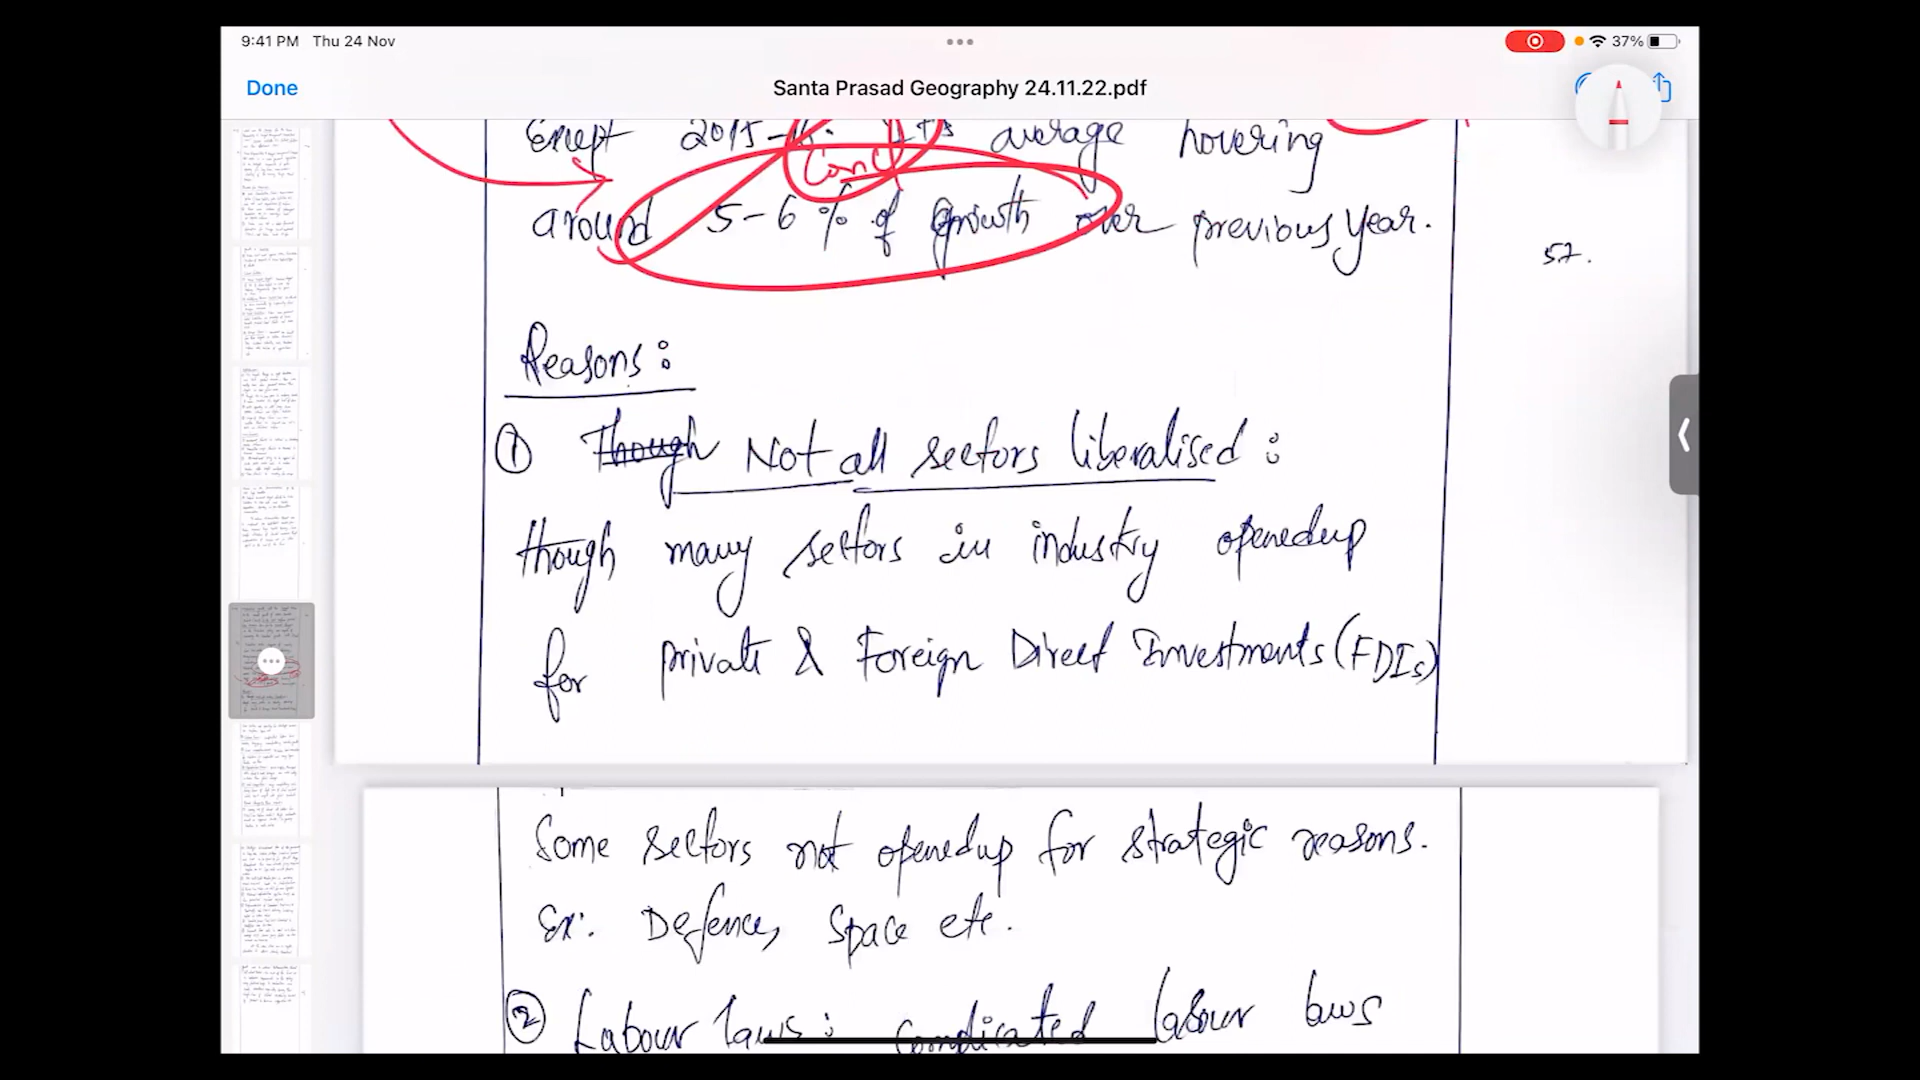 9:41 PM Thu 24 Nov
37%
Done
Santa Prasad Geography 24.11.22.pdf
Except 2015-16. Its average hovering
Conc
around 5-6% of growth over previous year.
57.
Reasons:
① Though Not all sectors liberalised:
though many sectors in industry openedup
for private & Foreign Direct Investments (FDIs)
Some sectors not openedup for strategic reasons.
Ex: Defence, Space etc.
② Labour laws: complicated labour laws